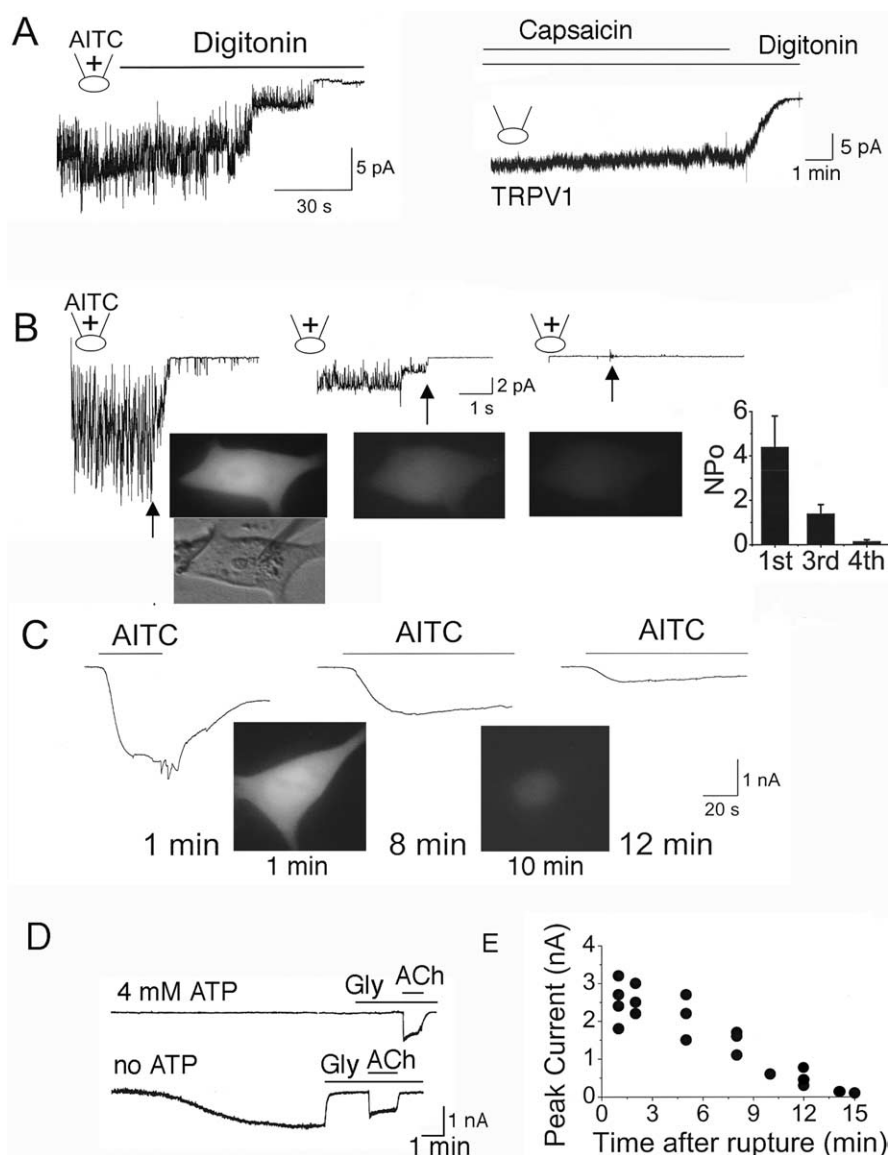 A
AITC
+
Digitonin
5 pA
30 s
Capsaicin
Digitonin
TRPV1
5 pA
1 min
B
AITC
+
+
+
2 pA
1 s
NPo
6
4
2
0
1st 3rd 4th
C
AITC
AITC
AITC
1 min
1 min
8 min
10 min
12 min
1 nA
20 s
D
4 mM ATP
Gly
ACh
no ATP
Gly
ACh
1 nA
1 min
E
Peak Current (nA)
4
3
2
1
0
0 3 6 9 12 15
Time after rupture (min)